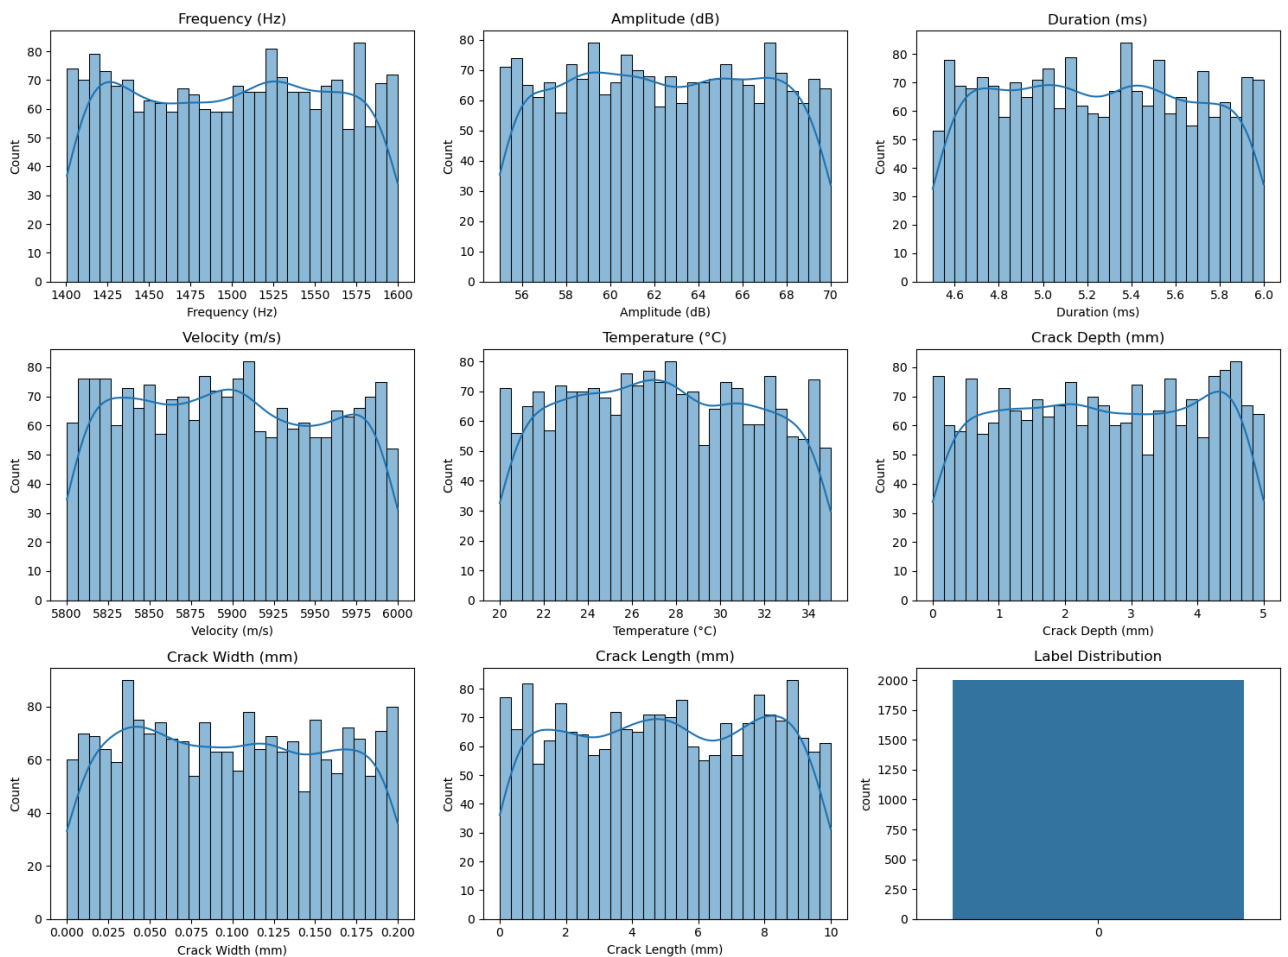 Frequency (Hz)
Count
80
70
60
50
40
30
20
10
0
1400 1425 1450 1475 1500 1525 1550 1575 1600
Frequency (Hz)
Amplitude (dB)
Count
80
70
60
50
40
30
20
10
0
56 58 60 62 64 66 68 70
Amplitude (dB)
Duration (ms)
Count
80
70
60
50
40
30
20
10
0
4.6 4.8 5.0 5.2 5.4 5.6 5.8 6.0
Duration (ms)
Velocity (m/s)
Count
80
70
60
50
40
30
20
10
0
5800 5825 5850 5875 5900 5925 5950 5975 6000
Velocity (m/s)
Temperature (°C)
Count
80
70
60
50
40
30
20
10
0
20 22 24 26 28 30 32 34
Temperature (°C)
Crack Depth (mm)
Count
80
70
60
50
40
30
20
10
0
0 1 2 3 4 5
Crack Depth (mm)
Crack Width (mm)
Count
80
60
40
20
0
0.000 0.025 0.050 0.075 0.100 0.125 0.150 0.175 0.200
Crack Width (mm)
Crack Length (mm)
Count
80
70
60
50
40
30
20
10
0
0 2 4 6 8 10
Crack Length (mm)
Label Distribution
count
2000
1750
1500
1250
1000
750
500
250
0
0